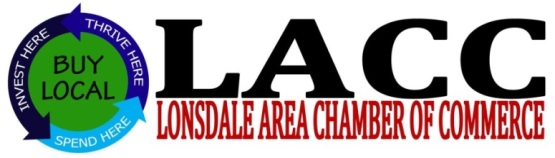 INVEST HERE
THRIVE HERE
SPEND HERE
BUY
LOCAL
LACC
LONSDALE AREA CHAMBER OF COMMERCE